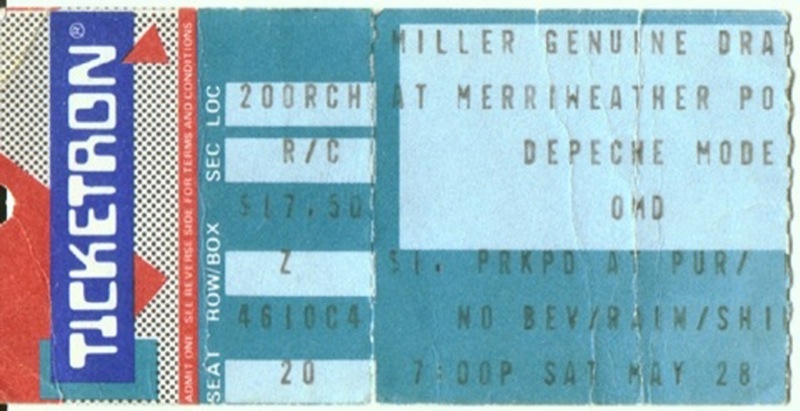 TICKETRON®
ADMIT ONE SEE REVERSE SIDE FOR TERMS AND CONDITIONS
LOC 200RCH
SEC R/C
$17.50
ROW/BOX Z
4610C4
SEAT 20
MILLER GENUINE DRA
AT MERRIWEATHER PO
DEPECHE MODE
OMD
$1. PRKPD AT PUR/
NO BEV/RAIN/SHI
7:00P SAT MAY 28